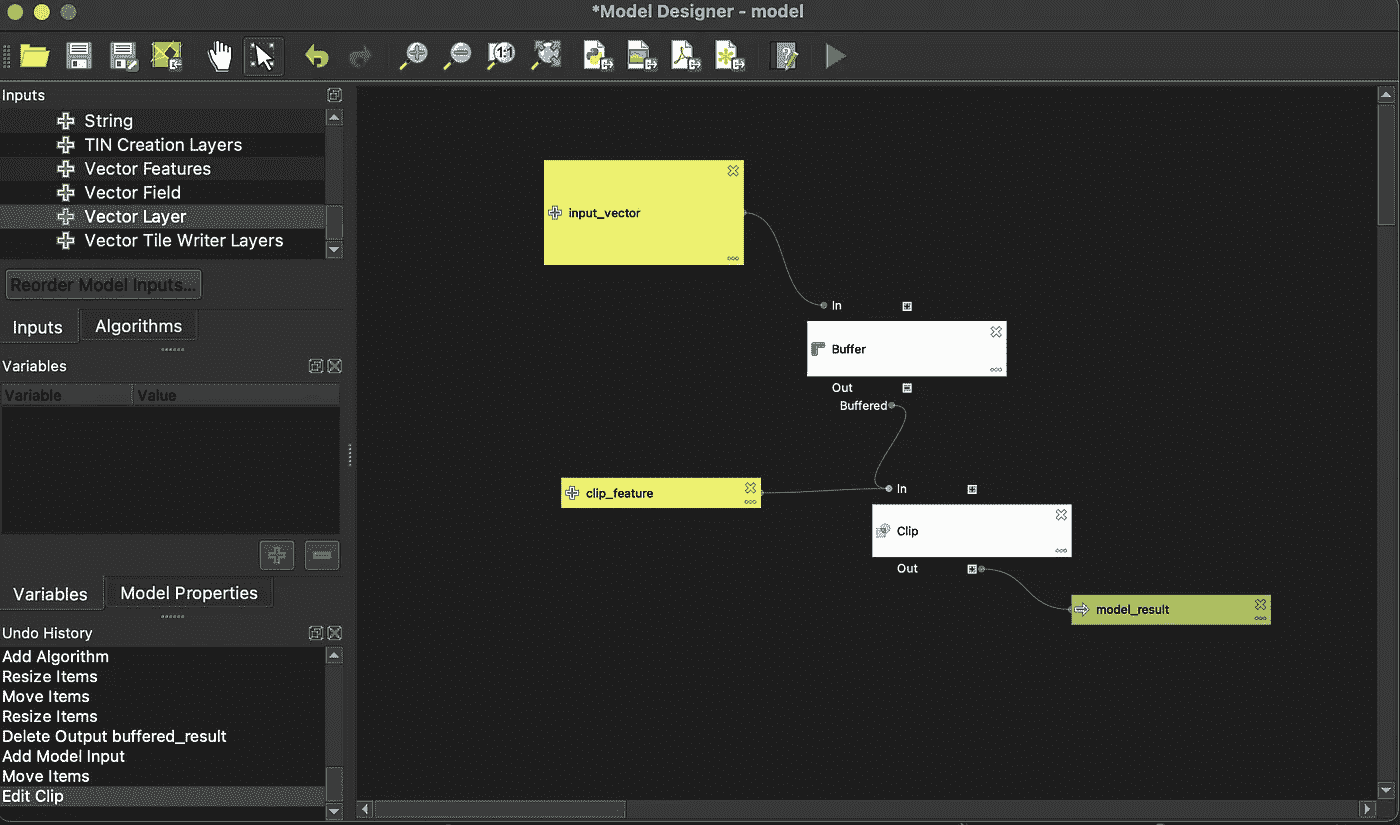 *Model Designer - model
1:1
Inputs
String
TIN Creation Layers
Vector Features
Vector Field
Vector Layer
Vector Tile Writer Layers
Reorder Model Inputs...
Inputs Algorithms
Variables
Variable Value
Variables Model Properties
Undo History
Add Algorithm
Resize Items
Move Items
Resize Items
Delete Output buffered_result
Add Model Input
Move Items
Edit Clip
input_vector
In
Buffer
Out
Buffered
clip_feature
In
Clip
Out
model_result